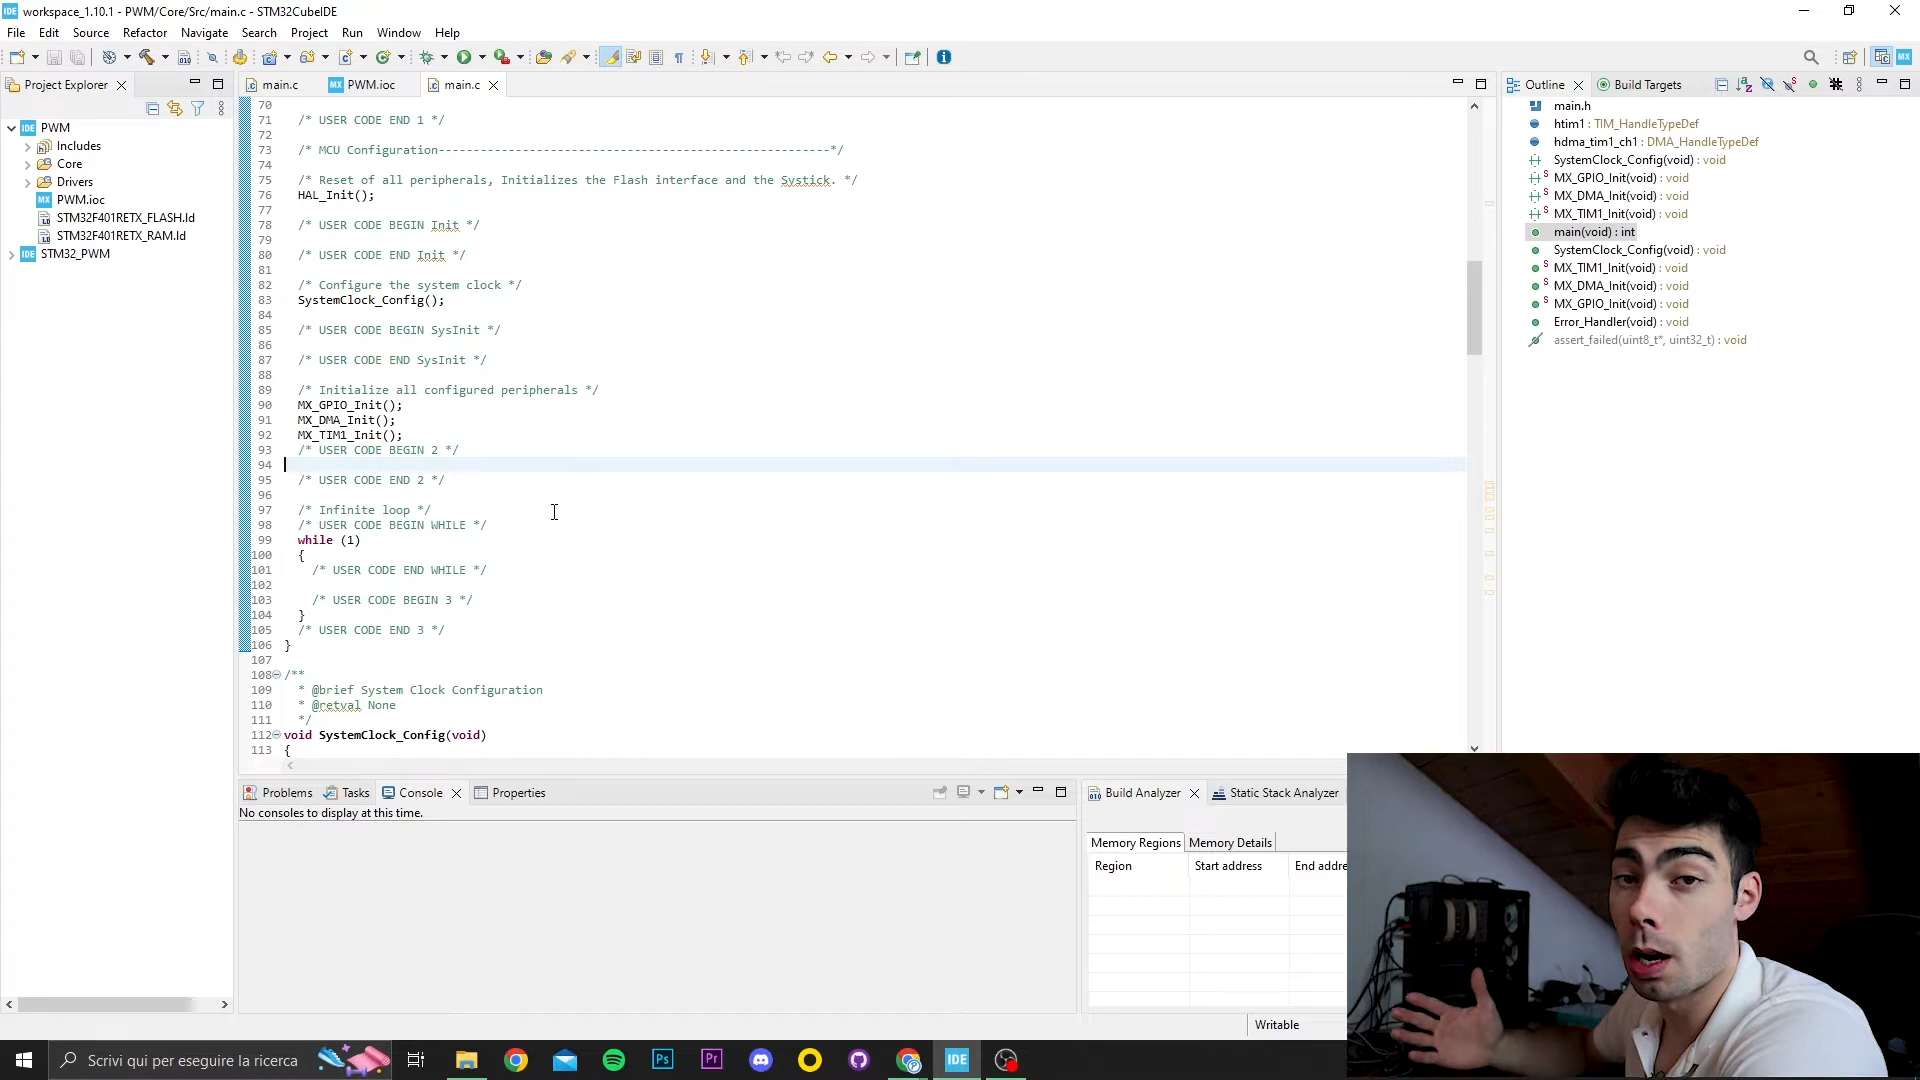 workspace_1.10.1 - PWM/Core/Src/main.c - STM32CubeIDE
File Edit Source Refactor Navigate Search Project Run Window Help
Project Explorer
main.c
PWM.ioc
main.c
Outline
Build Targets
PWM
Includes
Core
Drivers
PWM.ioc
STM32F401RETX_FLASH.ld
STM32F401RETX_RAM.ld
STM32_PWM
70
71 /* USER CODE END 1 */
72
73 /* MCU Configuration--------------------------------------------------------*/
74
75 /* Reset of all peripherals, Initializes the Flash interface and the Systick. */
76 HAL_Init();
77
78 /* USER CODE BEGIN Init */
79
80 /* USER CODE END Init */
81
82 /* Configure the system clock */
83 SystemClock_Config();
84
85 /* USER CODE BEGIN SysInit */
86
87 /* USER CODE END SysInit */
88
89 /* Initialize all configured peripherals */
90 MX_GPIO_Init();
91 MX_DMA_Init();
92 MX_TIM1_Init();
93 /* USER CODE BEGIN 2 */
94
95 /* USER CODE END 2 */
96
97 /* Infinite loop */
98 /* USER CODE BEGIN WHILE */
99 while (1)
100 {
101 /* USER CODE END WHILE */
102
103 /* USER CODE BEGIN 3 */
104 }
105 /* USER CODE END 3 */
106 }
107
108 /**
109 * @brief System Clock Configuration
110 * @retval None
111 */
112 void SystemClock_Config(void)
113 {
main.h
htim1 : TIM_HandleTypeDef
hdma_tim1_ch1 : DMA_HandleTypeDef
SystemClock_Config(void) : void
MX_GPIO_Init(void) : void
MX_DMA_Init(void) : void
MX_TIM1_Init(void) : void
main(void) : int
SystemClock_Config(void) : void
MX_TIM1_Init(void) : void
MX_DMA_Init(void) : void
MX_GPIO_Init(void) : void
Error_Handler(void) : void
assert_failed(uint8_t*, uint32_t) : void
Problems
Tasks
Console
Properties
No consoles to display at this time.
Build Analyzer
Static Stack Analyzer
Memory Regions
Memory Details
Region
Start address
End addre
Writable
Scrivi qui per eseguire la ricerca
Ps
Pr
IDE